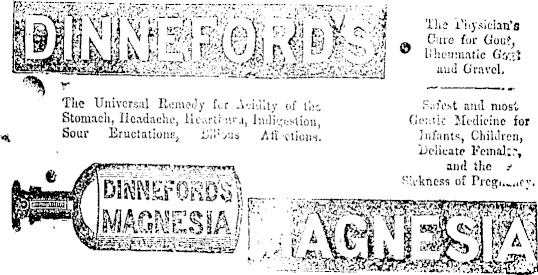 DINNEFORD'S
The Physician's
Cure for Gout,
Rheumatic Gout
and Gravel.
The Universal Remedy for Acidity of the
Stomach, Headache, Heartburn, Indigestion,
Sour Eructations, Bilious Affections.
Safest and most
Gentle Medicine for
Infants, Children,
Delicate Females,
and the
Sickness of Pregnancy.
DINNEFORDS
MAGNESIA
MAGNESIA